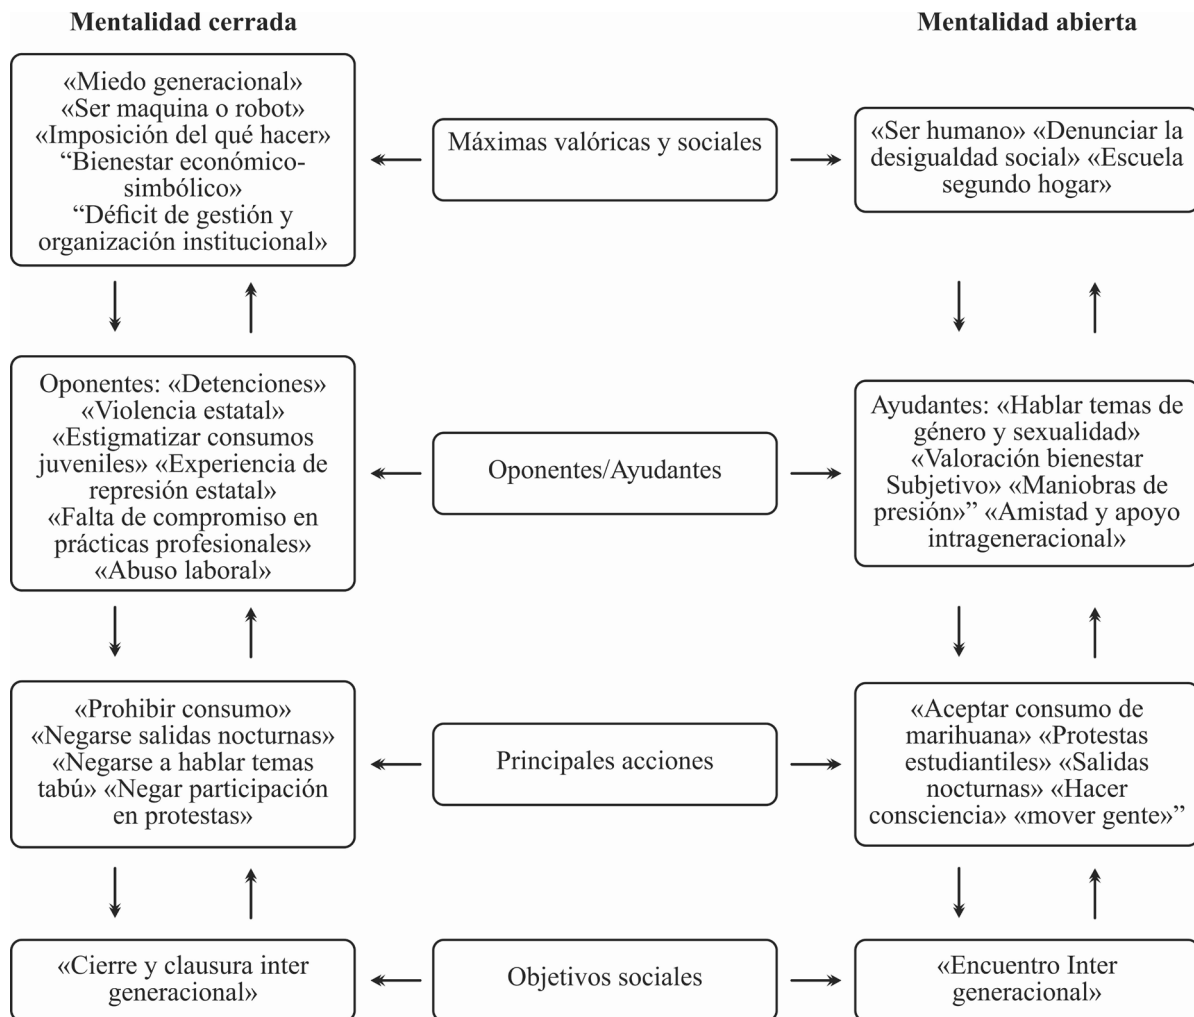 Mentalidad cerrada
Mentalidad abierta
«Miedo generacional»
«Ser maquina o robot»
«Imposición del qué hacer»
“Bienestar económico-
simbólico»
“Déficit de gestión y
organización institucional»
Máximas valóricas y sociales
«Ser humano» «Denunciar la
desigualdad social» «Escuela
segundo hogar»
Oponentes: «Detenciones»
«Violencia estatal»
«Estigmatizar consumos
juveniles» «Experiencia de
represión estatal»
«Falta de compromiso en
prácticas profesionales»
«Abuso laboral»
Oponentes/Ayudantes
Ayudantes: «Hablar temas de
género y sexualidad»
«Valoración bienestar
Subjetivo» «Maniobras de
presión»” «Amistad y apoyo
intrageneracional»
«Prohibir consumo»
«Negarse salidas nocturnas»
«Negarse a hablar temas
tabú» «Negar participación
en protestas»
Principales acciones
«Aceptar consumo de
marihuana» «Protestas
estudiantiles» «Salidas
nocturnas» «Hacer
consciencia» «mover gente»”
«Cierre y clausura inter
generacional»
Objetivos sociales
«Encuentro Inter
generacional»